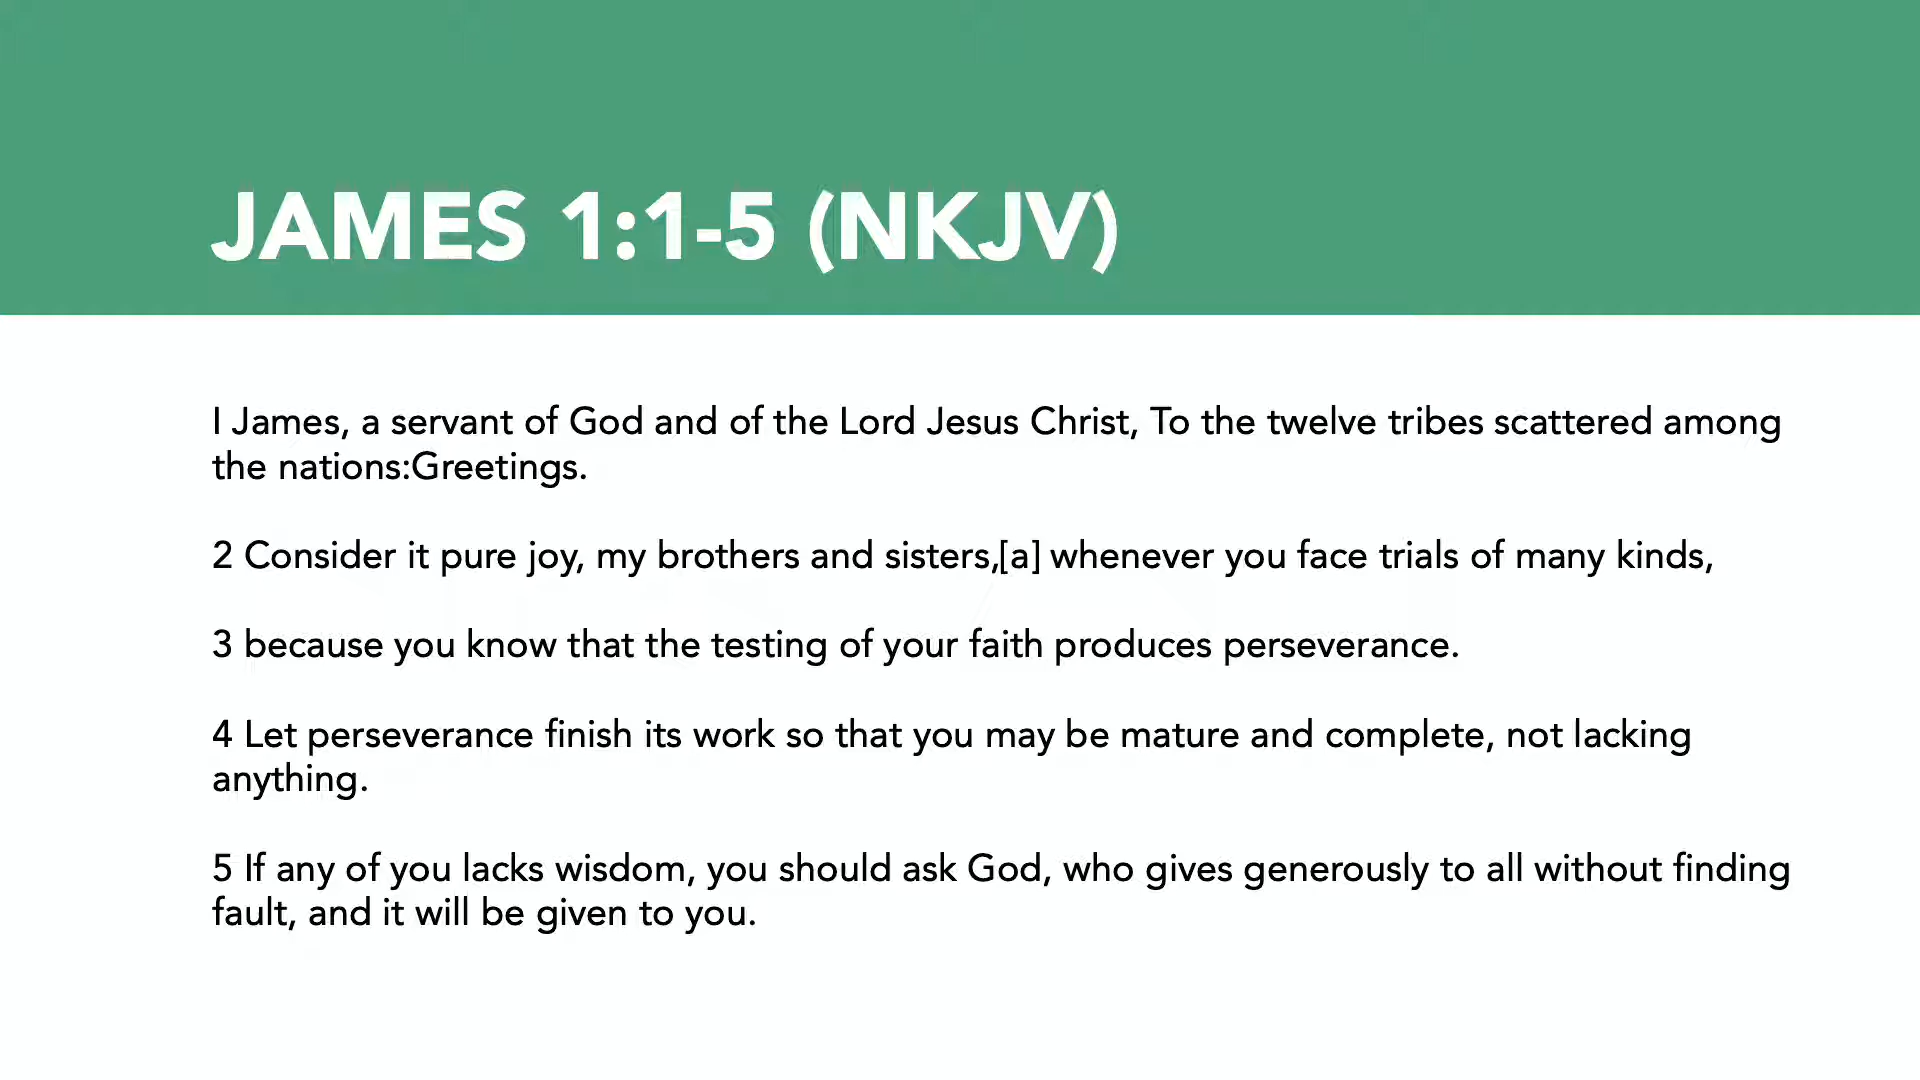 JAMES 1:1-5 (NKJV)
I James, a servant of God and of the Lord Jesus Christ, To the twelve tribes scattered among
the nations:Greetings.
2 Consider it pure joy, my brothers and sisters,[a] whenever you face trials of many kinds,
3 because you know that the testing of your faith produces perseverance.
4 Let perseverance finish its work so that you may be mature and complete, not lacking
anything.
5 If any of you lacks wisdom, you should ask God, who gives generously to all without finding
fault, and it will be given to you.